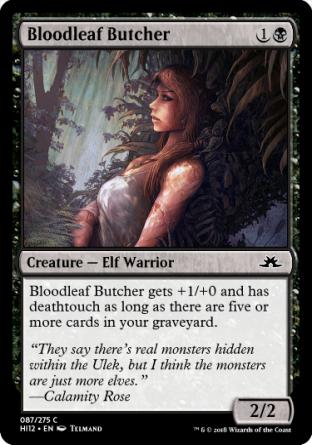 Bloodleaf Butcher 1
Creature — Elf Warrior
Bloodleaf Butcher gets +1/+0 and has
deathtouch as long as there are five or
more cards in your graveyard.
“They say there’s real monsters hidden
within the Ulek, but I think the monsters
are just more elves.”
—Calamity Rose
2/2
087/275 C
HI12 • EN Telmand
™ & © 2018 Wizards of the Coast